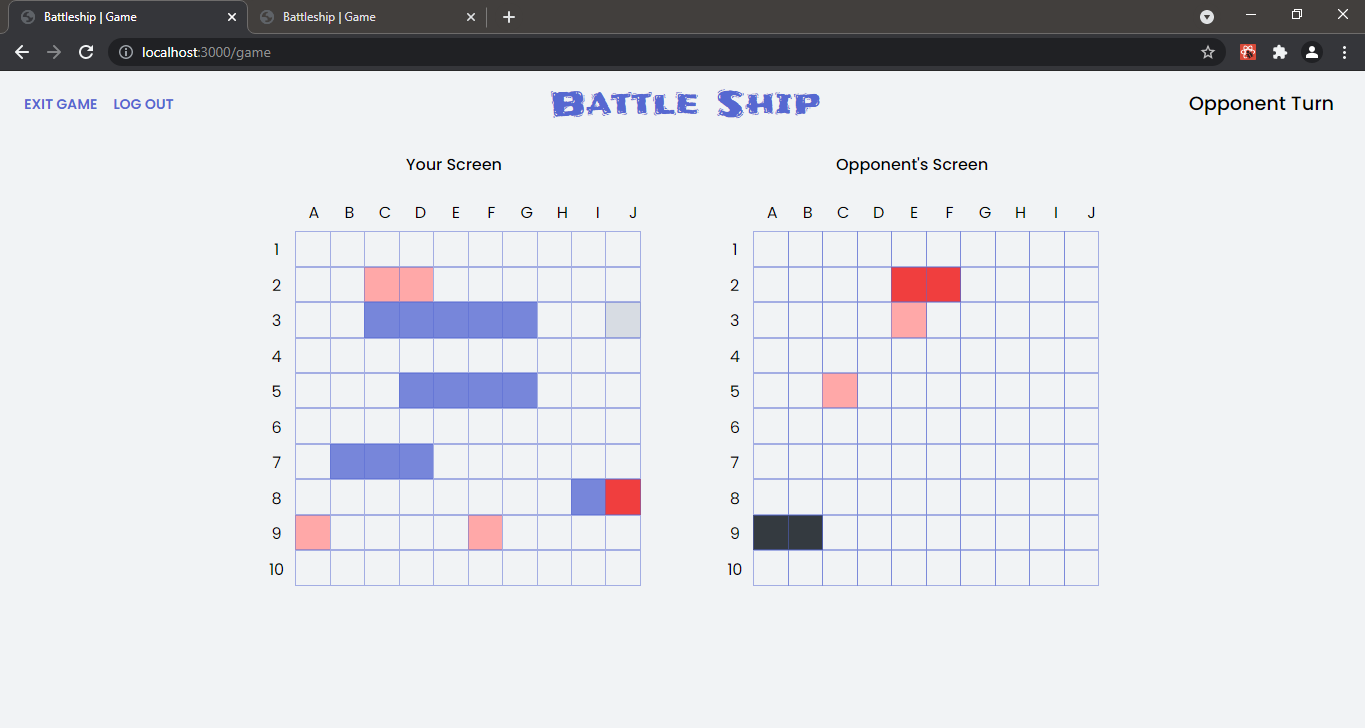 Battleship | Game
Battleship | Game
localhost:3000/game
EXIT GAME LOG OUT
BATTLE SHIP
Opponent Turn
Your Screen
A B C D E F G H I J
1
2
3
4
5
6
7
8
9
10
Opponent's Screen
A B C D E F G H I J
1
2
3
4
5
6
7
8
9
10